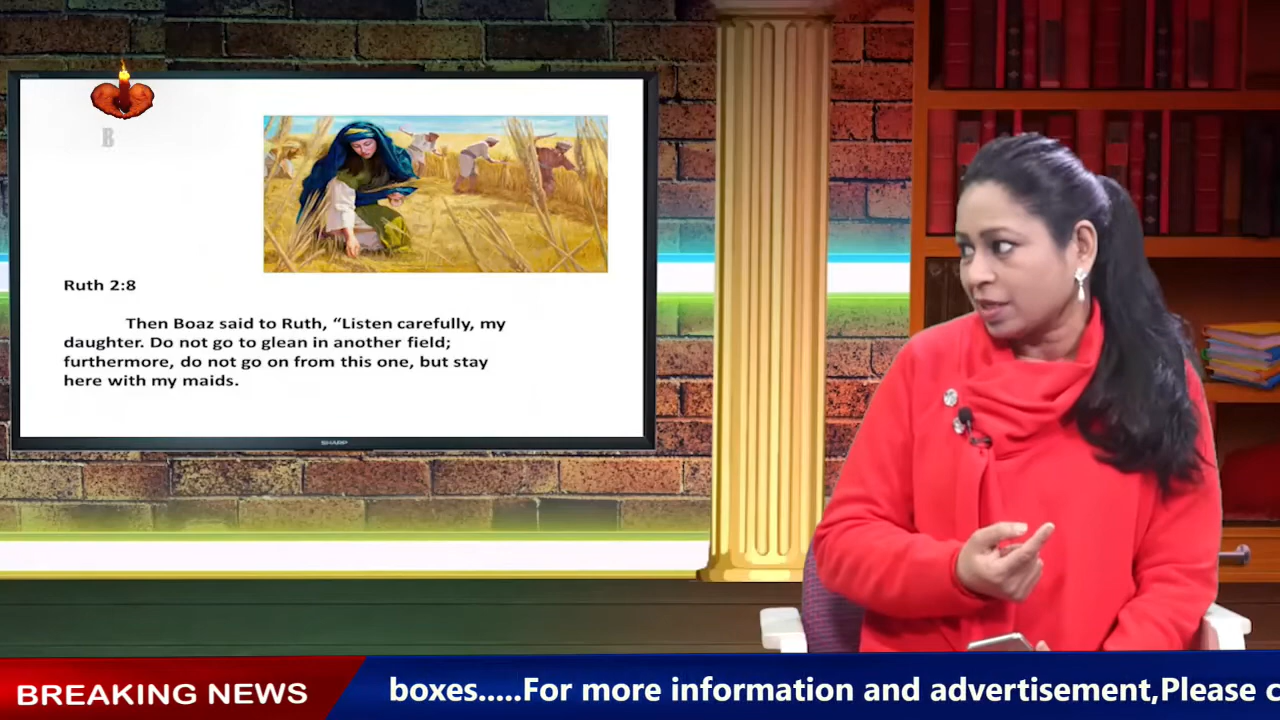 B
Ruth 2:8
Then Boaz said to Ruth, “Listen carefully, my
daughter. Do not go to glean in another field;
furthermore, do not go on from this one, but stay
here with my maids.
SHARP
BREAKING NEWS
boxes.....For more information and advertisement,Please c